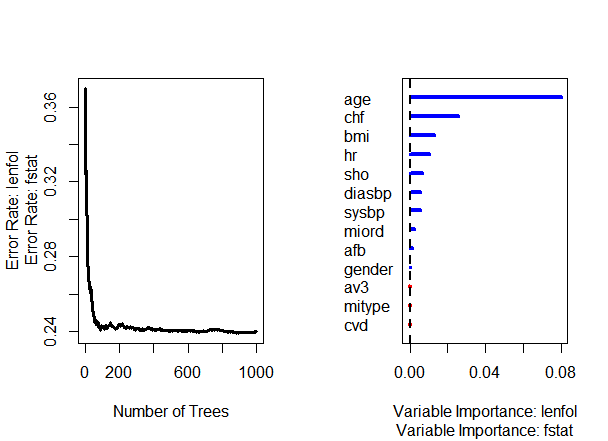 Error Rate: lenfol
Error Rate: fstat
0.36
0.32
0.28
0.24
0 200 600 1000
Number of Trees
age
chf
bmi
hr
sho
diasbp
sysbp
miord
afb
gender
av3
mitype
cvd
0.00 0.04 0.08
Variable Importance: lenfol
Variable Importance: fstat